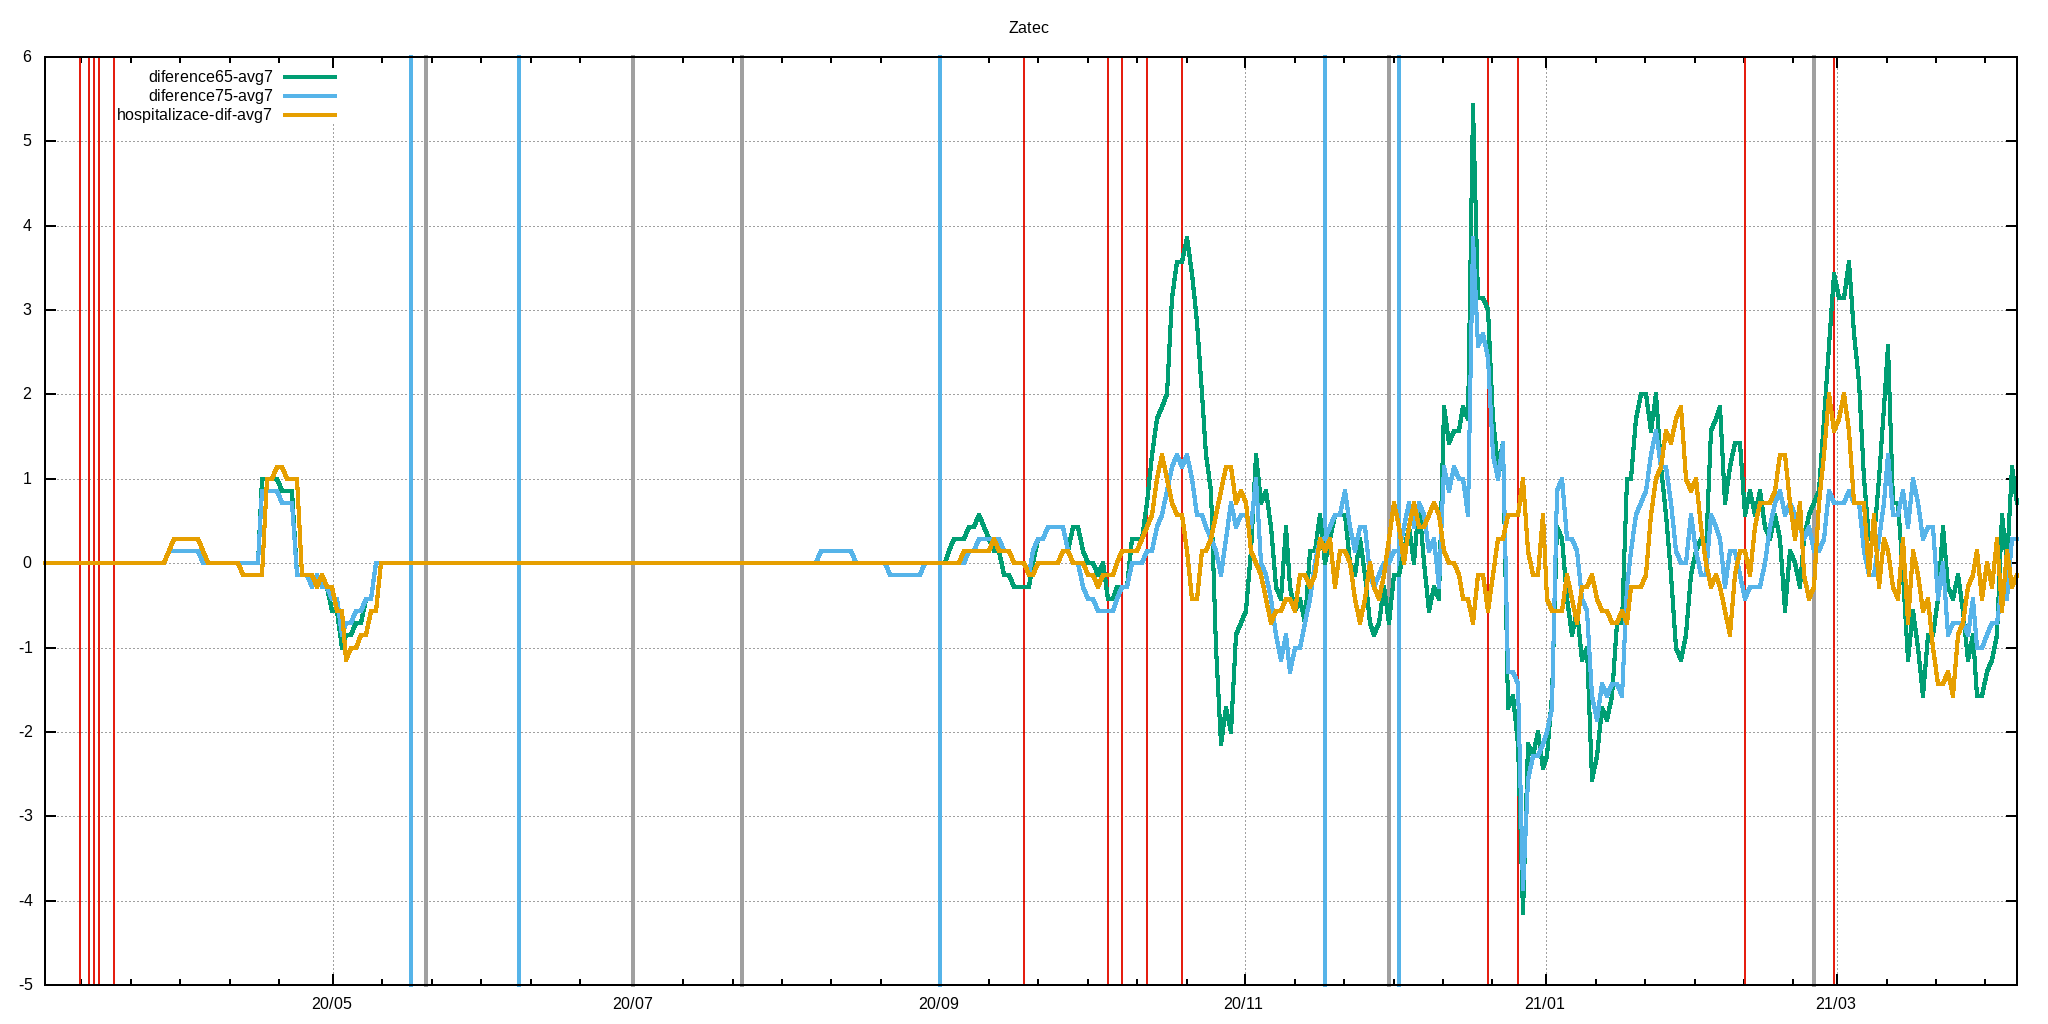 Zatec
diference65-avg7
diference75-avg7
hospitalizace-dif-avg7
6
5
4
3
2
1
0
-1
-2
-3
-4
-5
20/05 20/07 20/09 20/11 21/01 21/03